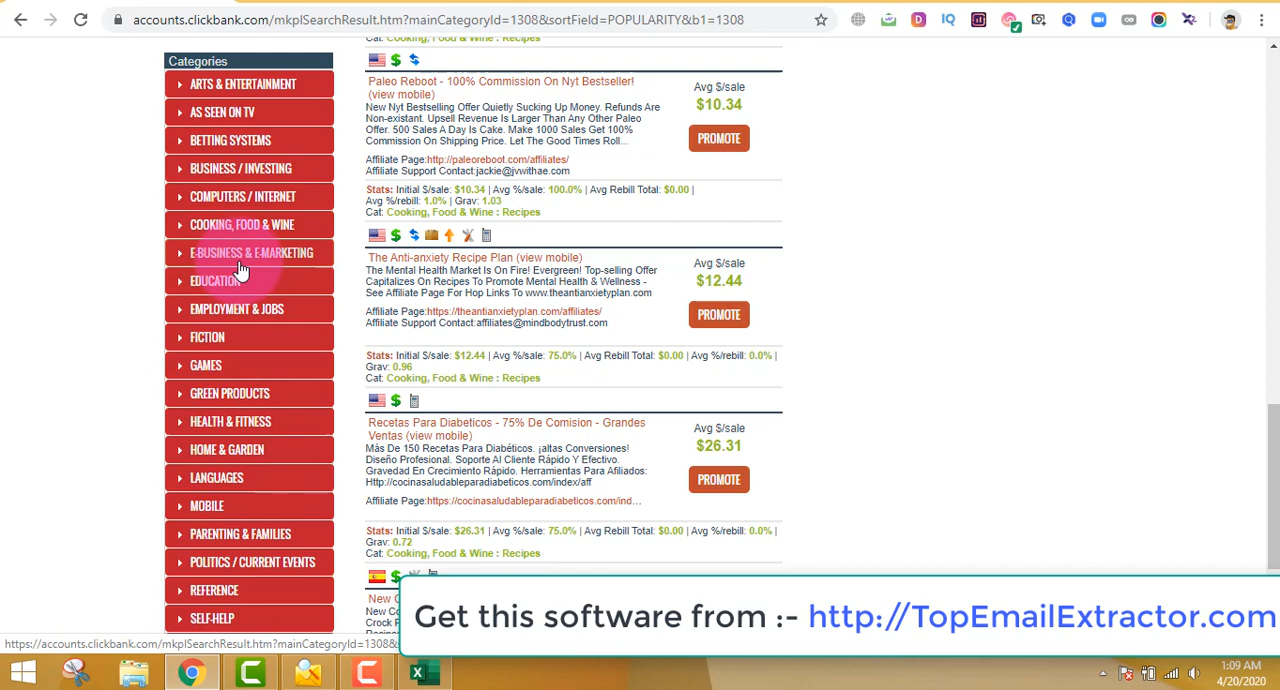 accounts.clickbank.com/mkplSearchResult.htm?mainCategoryId=1308&sortField=POPULARITY&b1=1308
Categories
ARTS & ENTERTAINMENT
AS SEEN ON TV
BETTING SYSTEMS
BUSINESS / INVESTING
COMPUTERS / INTERNET
COOKING, FOOD & WINE
E-BUSINESS & E-MARKETING
EDUCATION
EMPLOYMENT & JOBS
FICTION
GAMES
GREEN PRODUCTS
HEALTH & FITNESS
HOME & GARDEN
LANGUAGES
MOBILE
PARENTING & FAMILIES
POLITICS / CURRENT EVENTS
REFERENCE
SELF-HELP
Cat: Cooking, Food & Wine : Recipes
Paleo Reboot - 100% Commission On Nyt Bestseller!
(view mobile)
New Nyt Bestselling Offer Quietly Sucking Up Money. Refunds Are
Non-existant. Upsell Revenue Is Larger Than Any Other Paleo
Offer. 500 Sales A Day Is Cake. Make 1000 Sales Get 100%
Commission On Shipping Price. Let The Good Times Roll...
Affiliate Page:http://paleoreboot.com/affiliates/
Affiliate Support Contact:jackie@jvwithae.com
Avg $/sale
$10.34
PROMOTE
Stats: Initial $/sale: $10.34 | Avg %/sale: 100.0% | Avg Rebill Total: $0.00 |
Avg %/rebill: 1.0% | Grav: 1.03
Cat: Cooking, Food & Wine : Recipes
The Anti-anxiety Recipe Plan (view mobile)
The Mental Health Market Is On Fire! Evergreen! Top-selling Offer
Capitalizes On Recipes To Promote Mental Health & Wellness -
See Affiliate Page For Hop Links To www.theantianxietyplan.com
Affiliate Page:https://theantianxietyplan.com/affiliates/
Affiliate Support Contact:affiliates@mindbodytrust.com
Avg $/sale
$12.44
PROMOTE
Stats: Initial $/sale: $12.44 | Avg %/sale: 75.0% | Avg Rebill Total: $0.00 | Avg %/rebill: 0.0% |
Grav: 0.96
Cat: Cooking, Food & Wine : Recipes
Recetas Para Diabeticos - 75% De Comision - Grandes
Ventas (view mobile)
Más De 150 Recetas Para Diabéticos. ¡altas Conversiones!
Diseño Profesional. Soporte Al Cliente Rápido Y Efectivo.
Gravedad En Crecimiento Rápido. Herramientas Para Afiliados:
Http://cocinasaludableparadiabeticos.com/index/aff
Affiliate Page:https://cocinasaludableparadiabeticos.com/ind...
Avg $/sale
$26.31
PROMOTE
Stats: Initial $/sale: $26.31 | Avg %/sale: 75.0% | Avg Rebill Total: $0.00 | Avg %/rebill: 0.0% |
Grav: 0.72
Cat: Cooking, Food & Wine : Recipes
Get this software from :- http://TopEmailExtractor.com
https://accounts.clickbank.com/mkplSearchResult.htm?mainCategoryId=1308&s
1:09 AM
4/20/2020